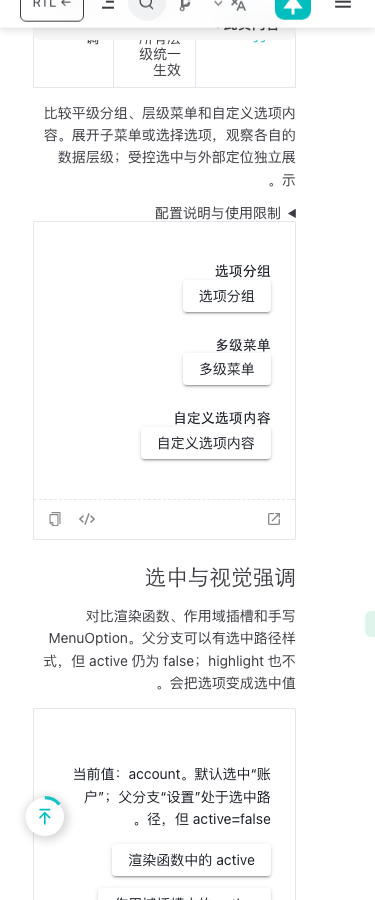 RTL ←
所有层
级统一
生效
比较平级分组、层级菜单和自定义选项内
容。展开子菜单或选择选项，观察各自的
数据层级；受控选中与外部定位独立展
示。
配置说明与使用限制
选项分组
选项分组
多级菜单
多级菜单
自定义选项内容
自定义选项内容
选中与视觉强调
对比渲染函数、作用域插槽和手写
MenuOption。父分支可以有选中路径样
式，但 active 仍为 false；highlight 也不
会把选项变成选中值。
当前值：account。默认选中“账
户”；父分支“设置”处于选中路
径，但 active=false。
渲染函数中的 active